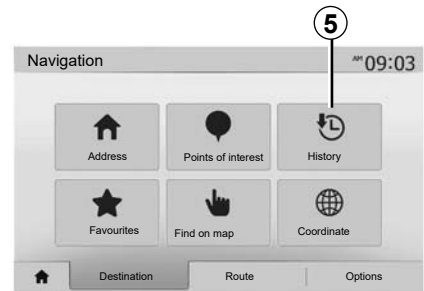 5
Navigation AM 09:03
Address Points of interest History
Favourites Find on map Coordinate
Destination Route Options